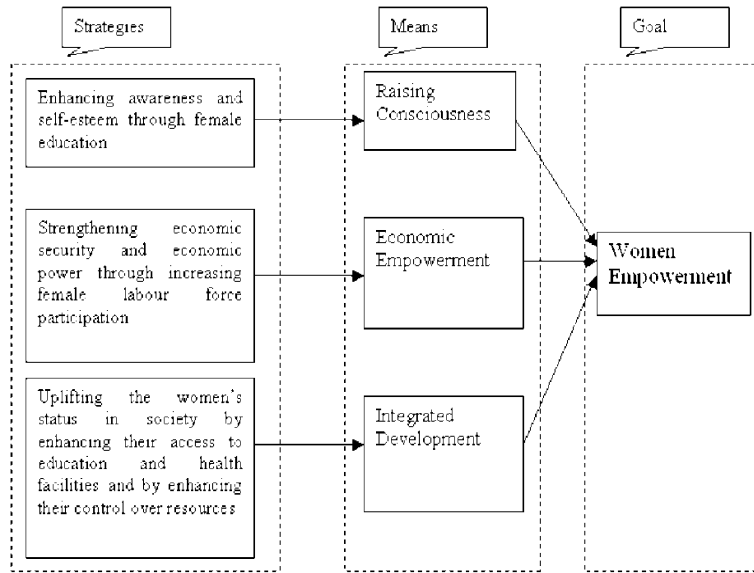 Strategies
Means
Goal
Enhancing awareness and
self-esteem through female
education
Raising
Consciousness
Strengthening economic
security and economic
power through increasing
female labour force
participation
Economic
Empowerment
Women
Empowerment
Uplifting the women's
status in society by
enhancing their access to
education and health
facilities and by enhancing
their control over resources
Integrated
Development